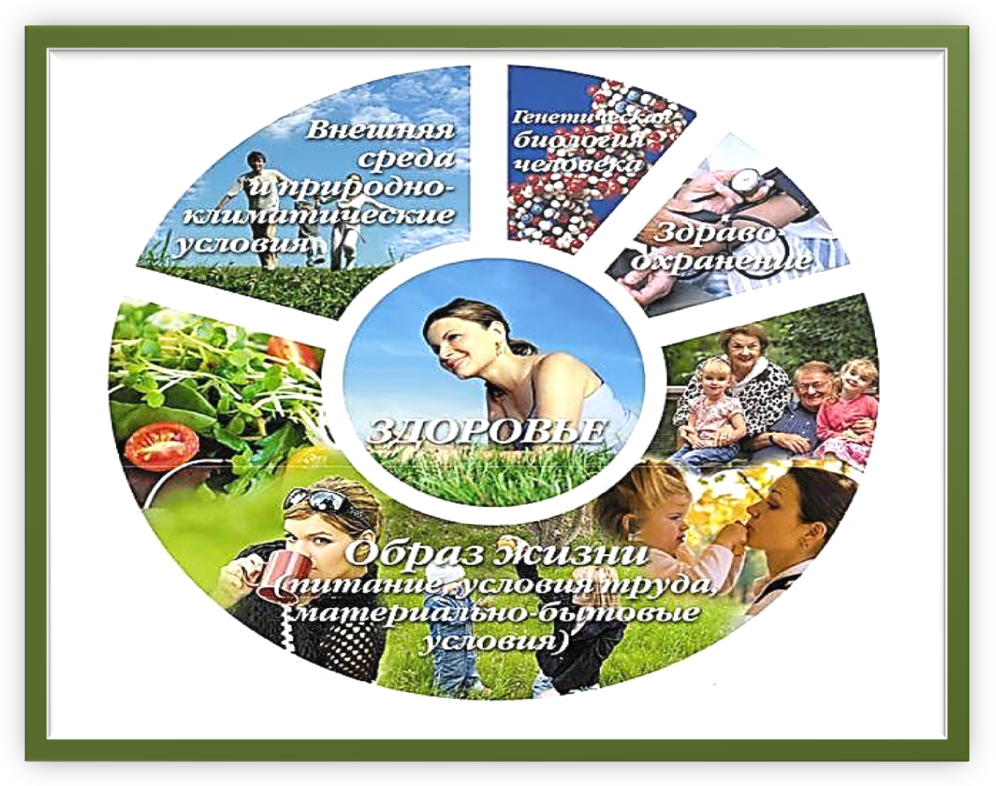 Внешняя
среда
и природно-
климатические
условия
Генетическая
биология
человека
Здраво-
охранение
ЗДОРОВЬЕ
Образ жизни
(питание, условия труда,
материально-бытовые
условия)